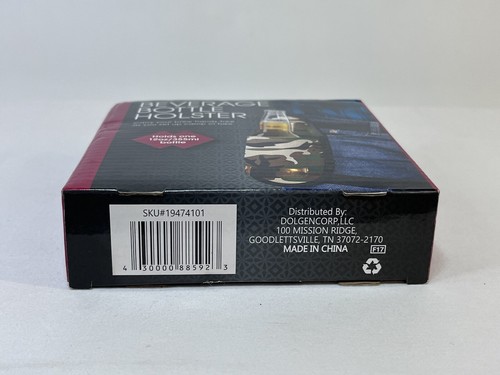 BEVERAGE
BOTTLE
HOLSTER
Holds one
12oz/355ml
bottle
SKU#19474101
4 30000 88592 3
Distributed By:
DOLGENCORP,LLC
100 MISSION RIDGE,
GOODLETTSVILLE, TN 37072-2170
MADE IN CHINA
F17